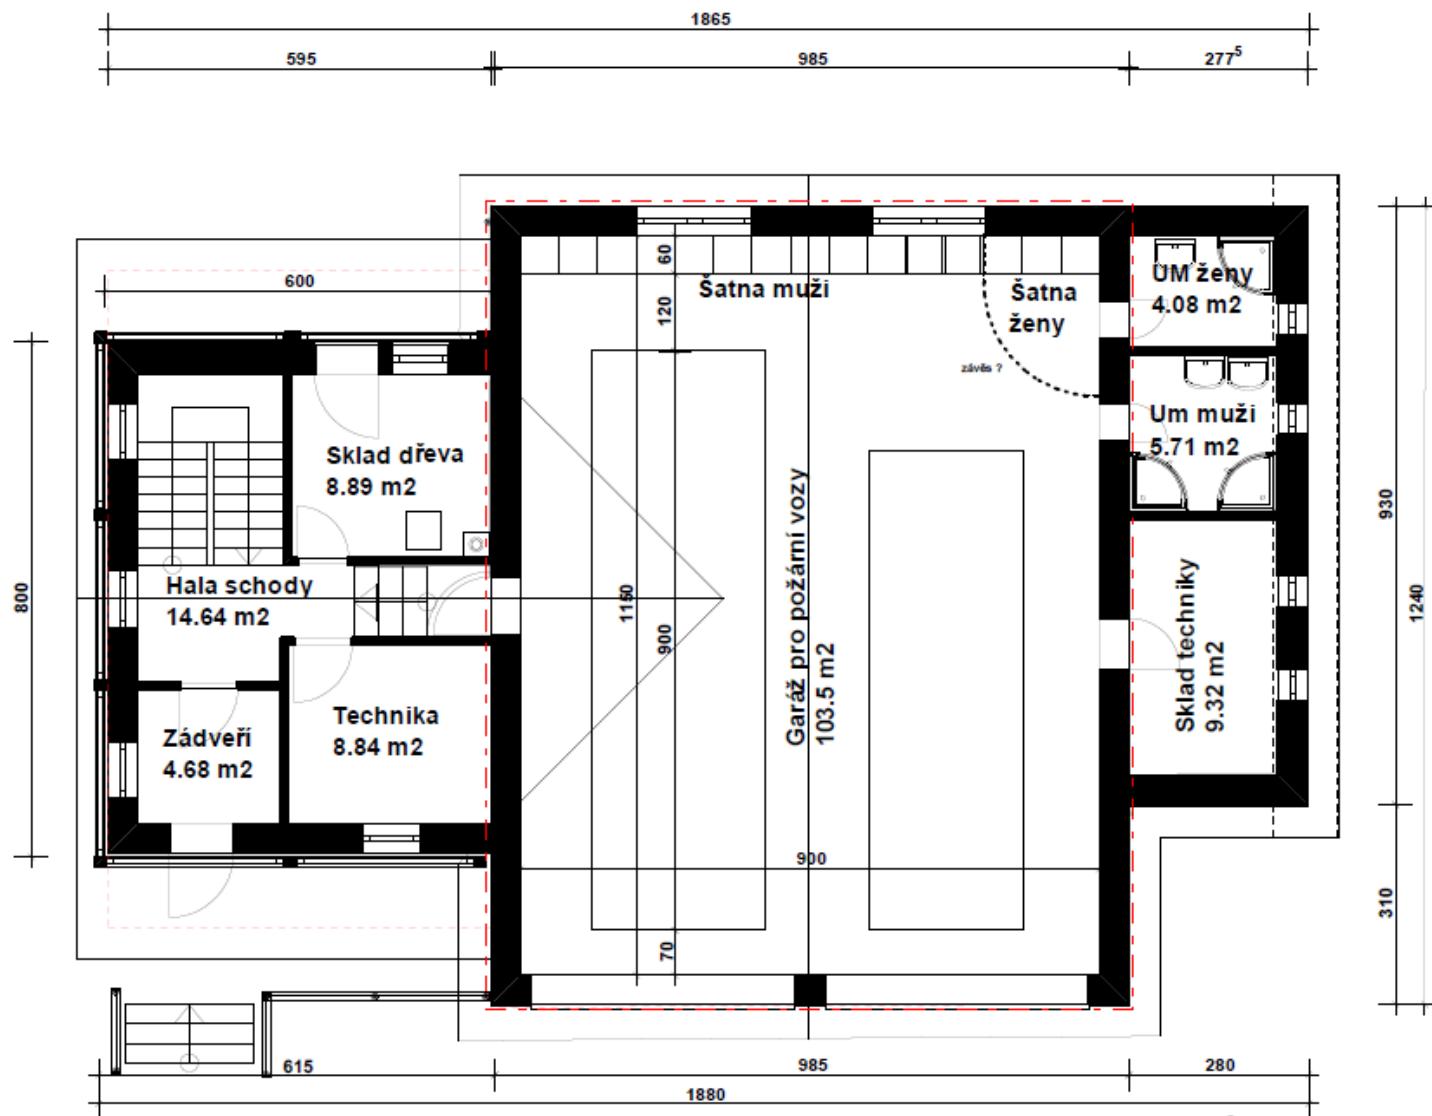 1865
595
985
277⁵
60
Šatna muži
Šatna
ženy
UM ženy
4.08 m2
600
120
závěs ?
Um muži
5.71 m2
Sklad dřeva
8.89 m2
Garáž pro požární vozy
103.5 m2
930
Hala schody
14.64 m2
800
1150
900
1240
Sklad techniky
9.32 m2
Technika
8.84 m2
Zádveří
4.68 m2
900
310
70
615
985
280
1880